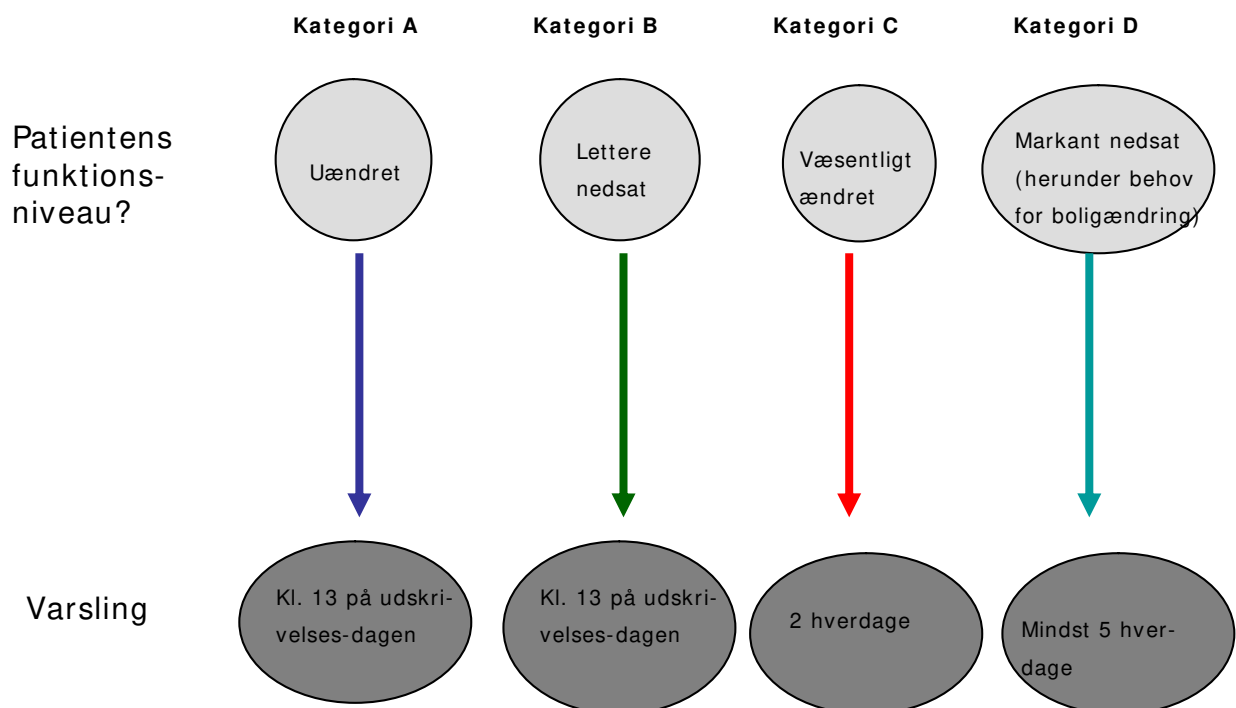 Kategori A Kategori B Kategori C Kategori D
Patientens
funktions-
niveau?
Uændret
Lettere
nedsat
Væsentligt
ændret
Markant nedsat
(herunder behov
for boligændring)
Varsling
Kl. 13 på udskri-
velses-dagen
Kl. 13 på udskri-
velses-dagen
2 hverdage
Mindst 5 hver-
dage